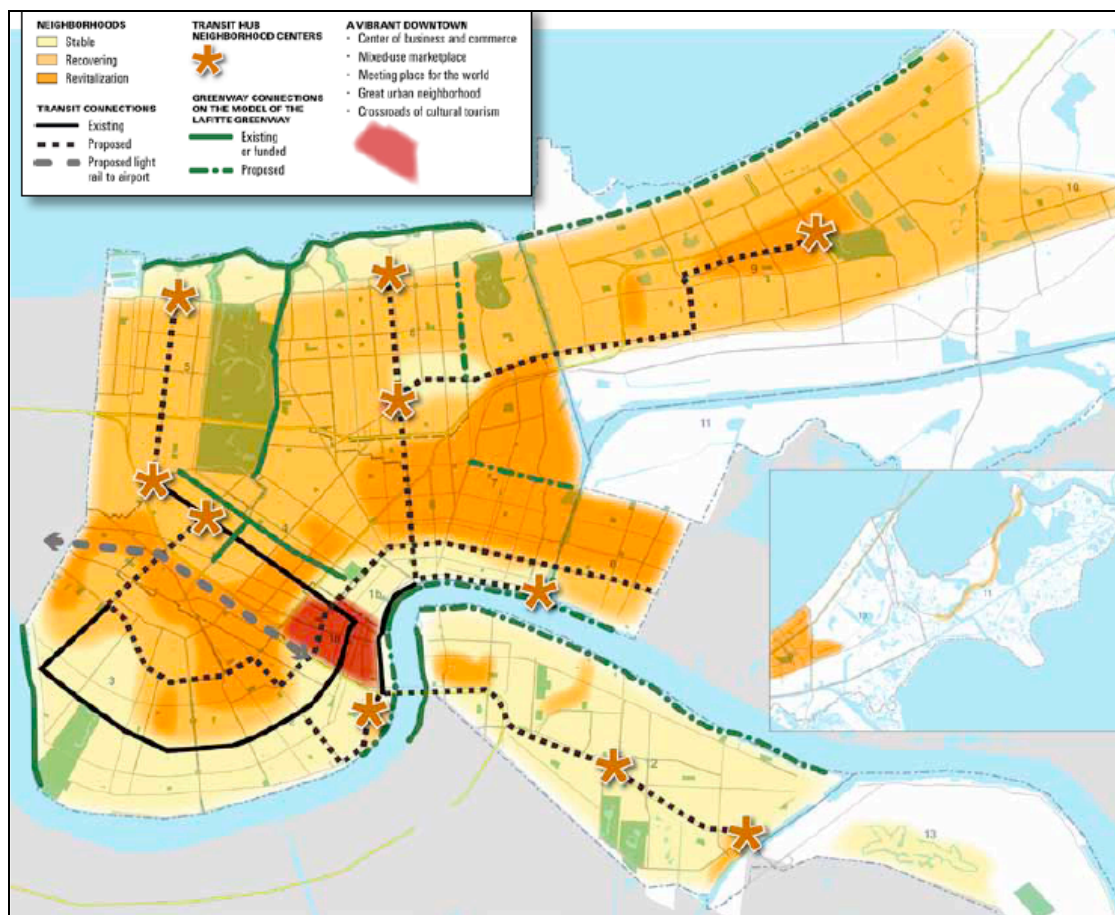 NEIGHBORHOODS
Stable
Recovering
Revitalization
TRANSIT CONNECTIONS
Existing
Proposed
Proposed light
rail to airport
TRANSIT HUB
NEIGHBORHOOD CENTERS
GREENWAY CONNECTIONS
ON THE MODEL OF THE
LAFITTE GREENWAY
Existing
or funded
Proposed
A VIBRANT DOWNTOWN
· Center of business and commerce
· Mixed-use marketplace
· Meeting place for the world
· Great urban neighborhood
· Crossroads of cultural tourism
10
9
5
6
11
7
4
8
1b
3
12
13
11